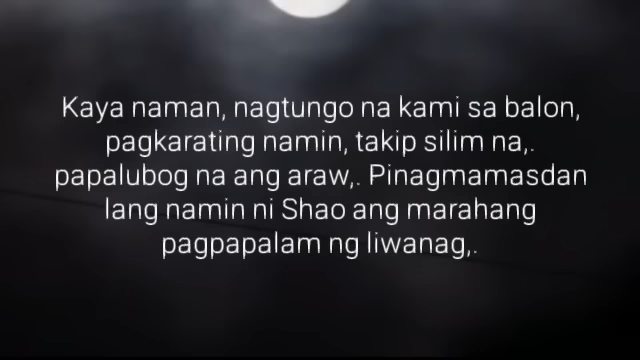 Kaya naman, nagtungo na kami sa balon,
pagkarating namin, takip silim na,.
papalubog na ang araw,. Pinagmamasdan
lang namin ni Shao ang marahang
pagpapalam ng liwanag,.